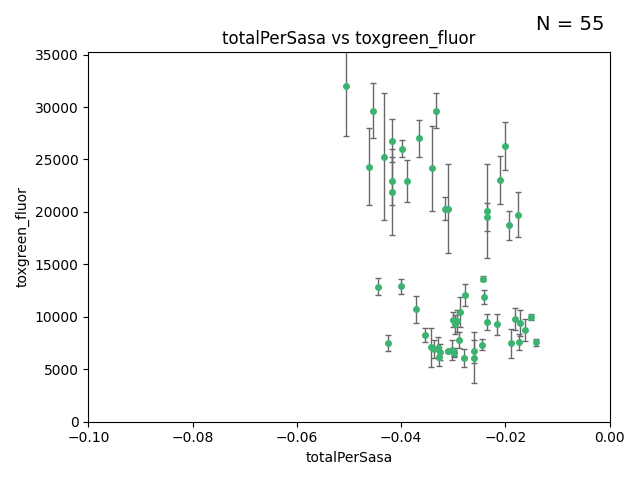 N = 55
totalPerSasa vs toxgreen_fluor
35000
30000
25000
20000
15000
10000
5000
0
toxgreen_fluor
−0.10 −0.08 −0.06 −0.04 −0.02 0.00
totalPerSasa